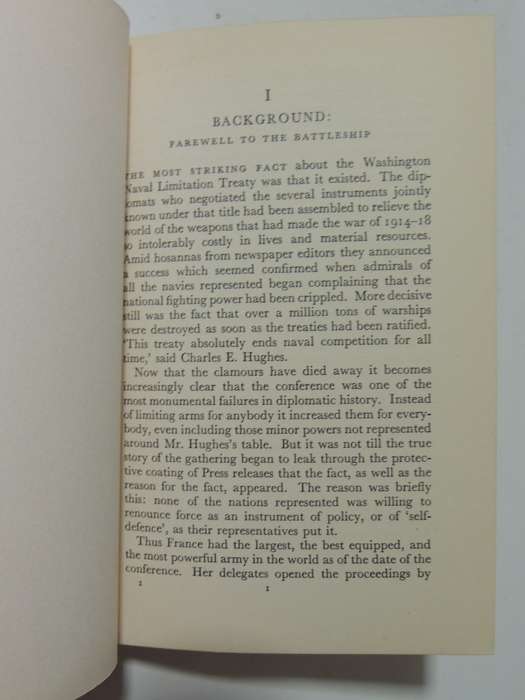 I
BACKGROUND:
FAREWELL TO THE BATTLESHIP
THE MOST STRIKING FACT about the Washington
Naval Limitation Treaty was that it existed. The dip-
lomats who negotiated the several instruments jointly
known under that title had been assembled to relieve the
world of the weapons that had made the war of 1914–18
so intolerably costly in lives and material resources.
Amid hosannas from newspaper editors they announced
a success which seemed confirmed when admirals of
all the navies represented began complaining that the
national fighting power had been crippled. More decisive
still was the fact that over a million tons of warships
were destroyed as soon as the treaties had been ratified.
'This treaty absolutely ends naval competition for all
time,' said Charles E. Hughes.
Now that the clamours have died away it becomes
increasingly clear that the conference was one of the
most monumental failures in diplomatic history. Instead
of limiting arms for anybody it increased them for every-
body, even including those minor powers not represented
around Mr. Hughes's table. But it was not till the true
story of the gathering began to leak through the protec-
tive coating of Press releases that the fact, as well as the
reason for the fact, appeared. The reason was briefly
this: none of the nations represented was willing to
renounce force as an instrument of policy, or of 'self-
defence', as their representatives put it.
Thus France had the largest, the best equipped, and
the most powerful army in the world as of the date of the
conference. Her delegates opened the proceedings by
1 1